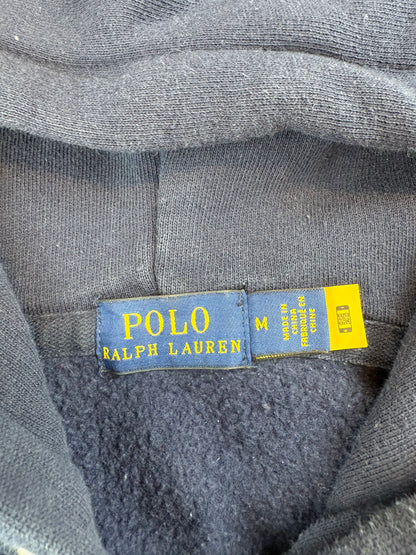 POLO
RALPH LAUREN
M
MADE IN
CHINA
FABRIQUÉ EN
CHINE